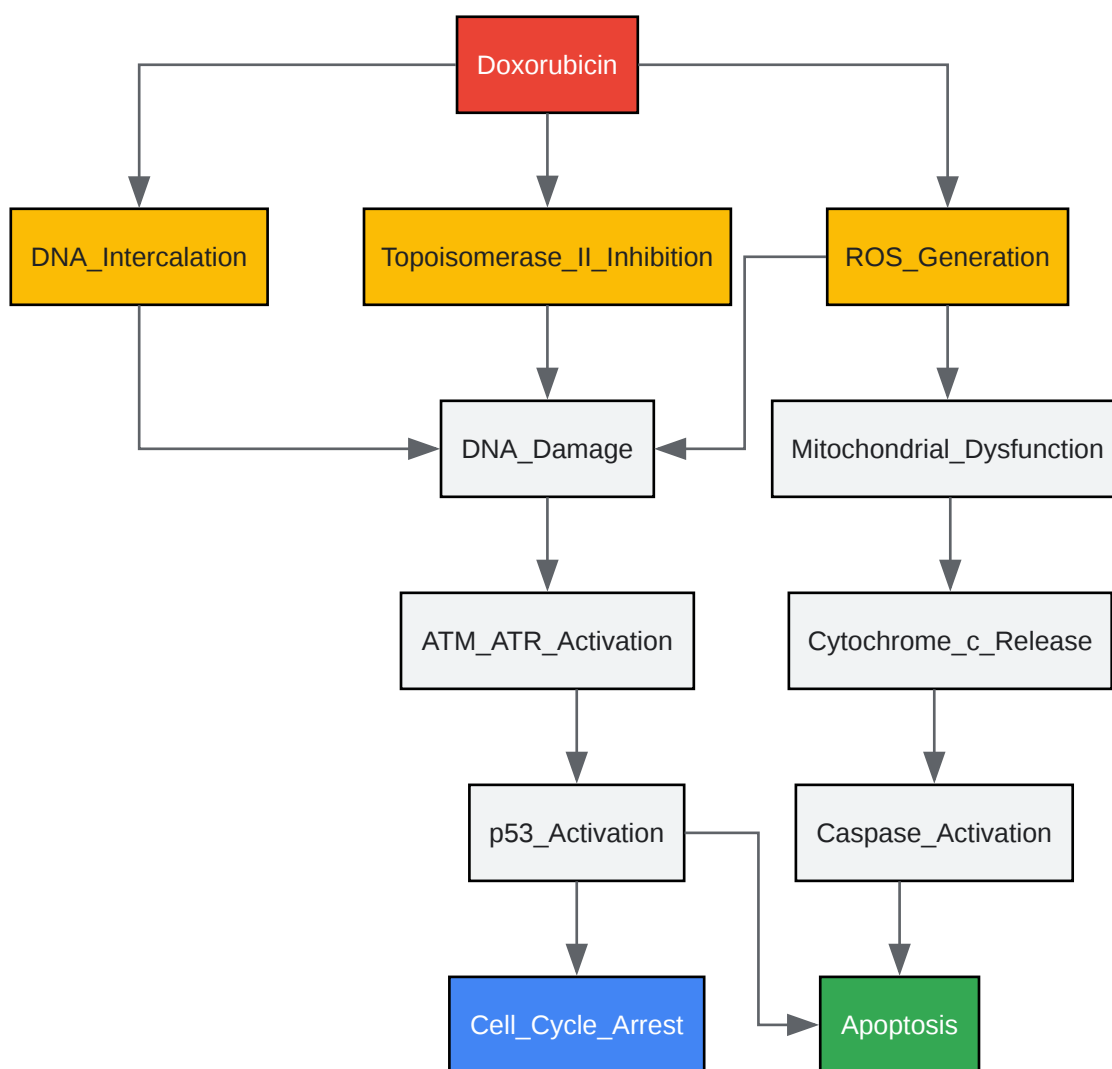 Doxorubicin
DNA_Intercalation
Topoisomerase_II_Inhibition
ROS_Generation
DNA_Damage
Mitochondrial_Dysfunction
ATM_ATR_Activation
Cytochrome_c_Release
p53_Activation
Caspase_Activation
Cell_Cycle_Arrest
Apoptosis